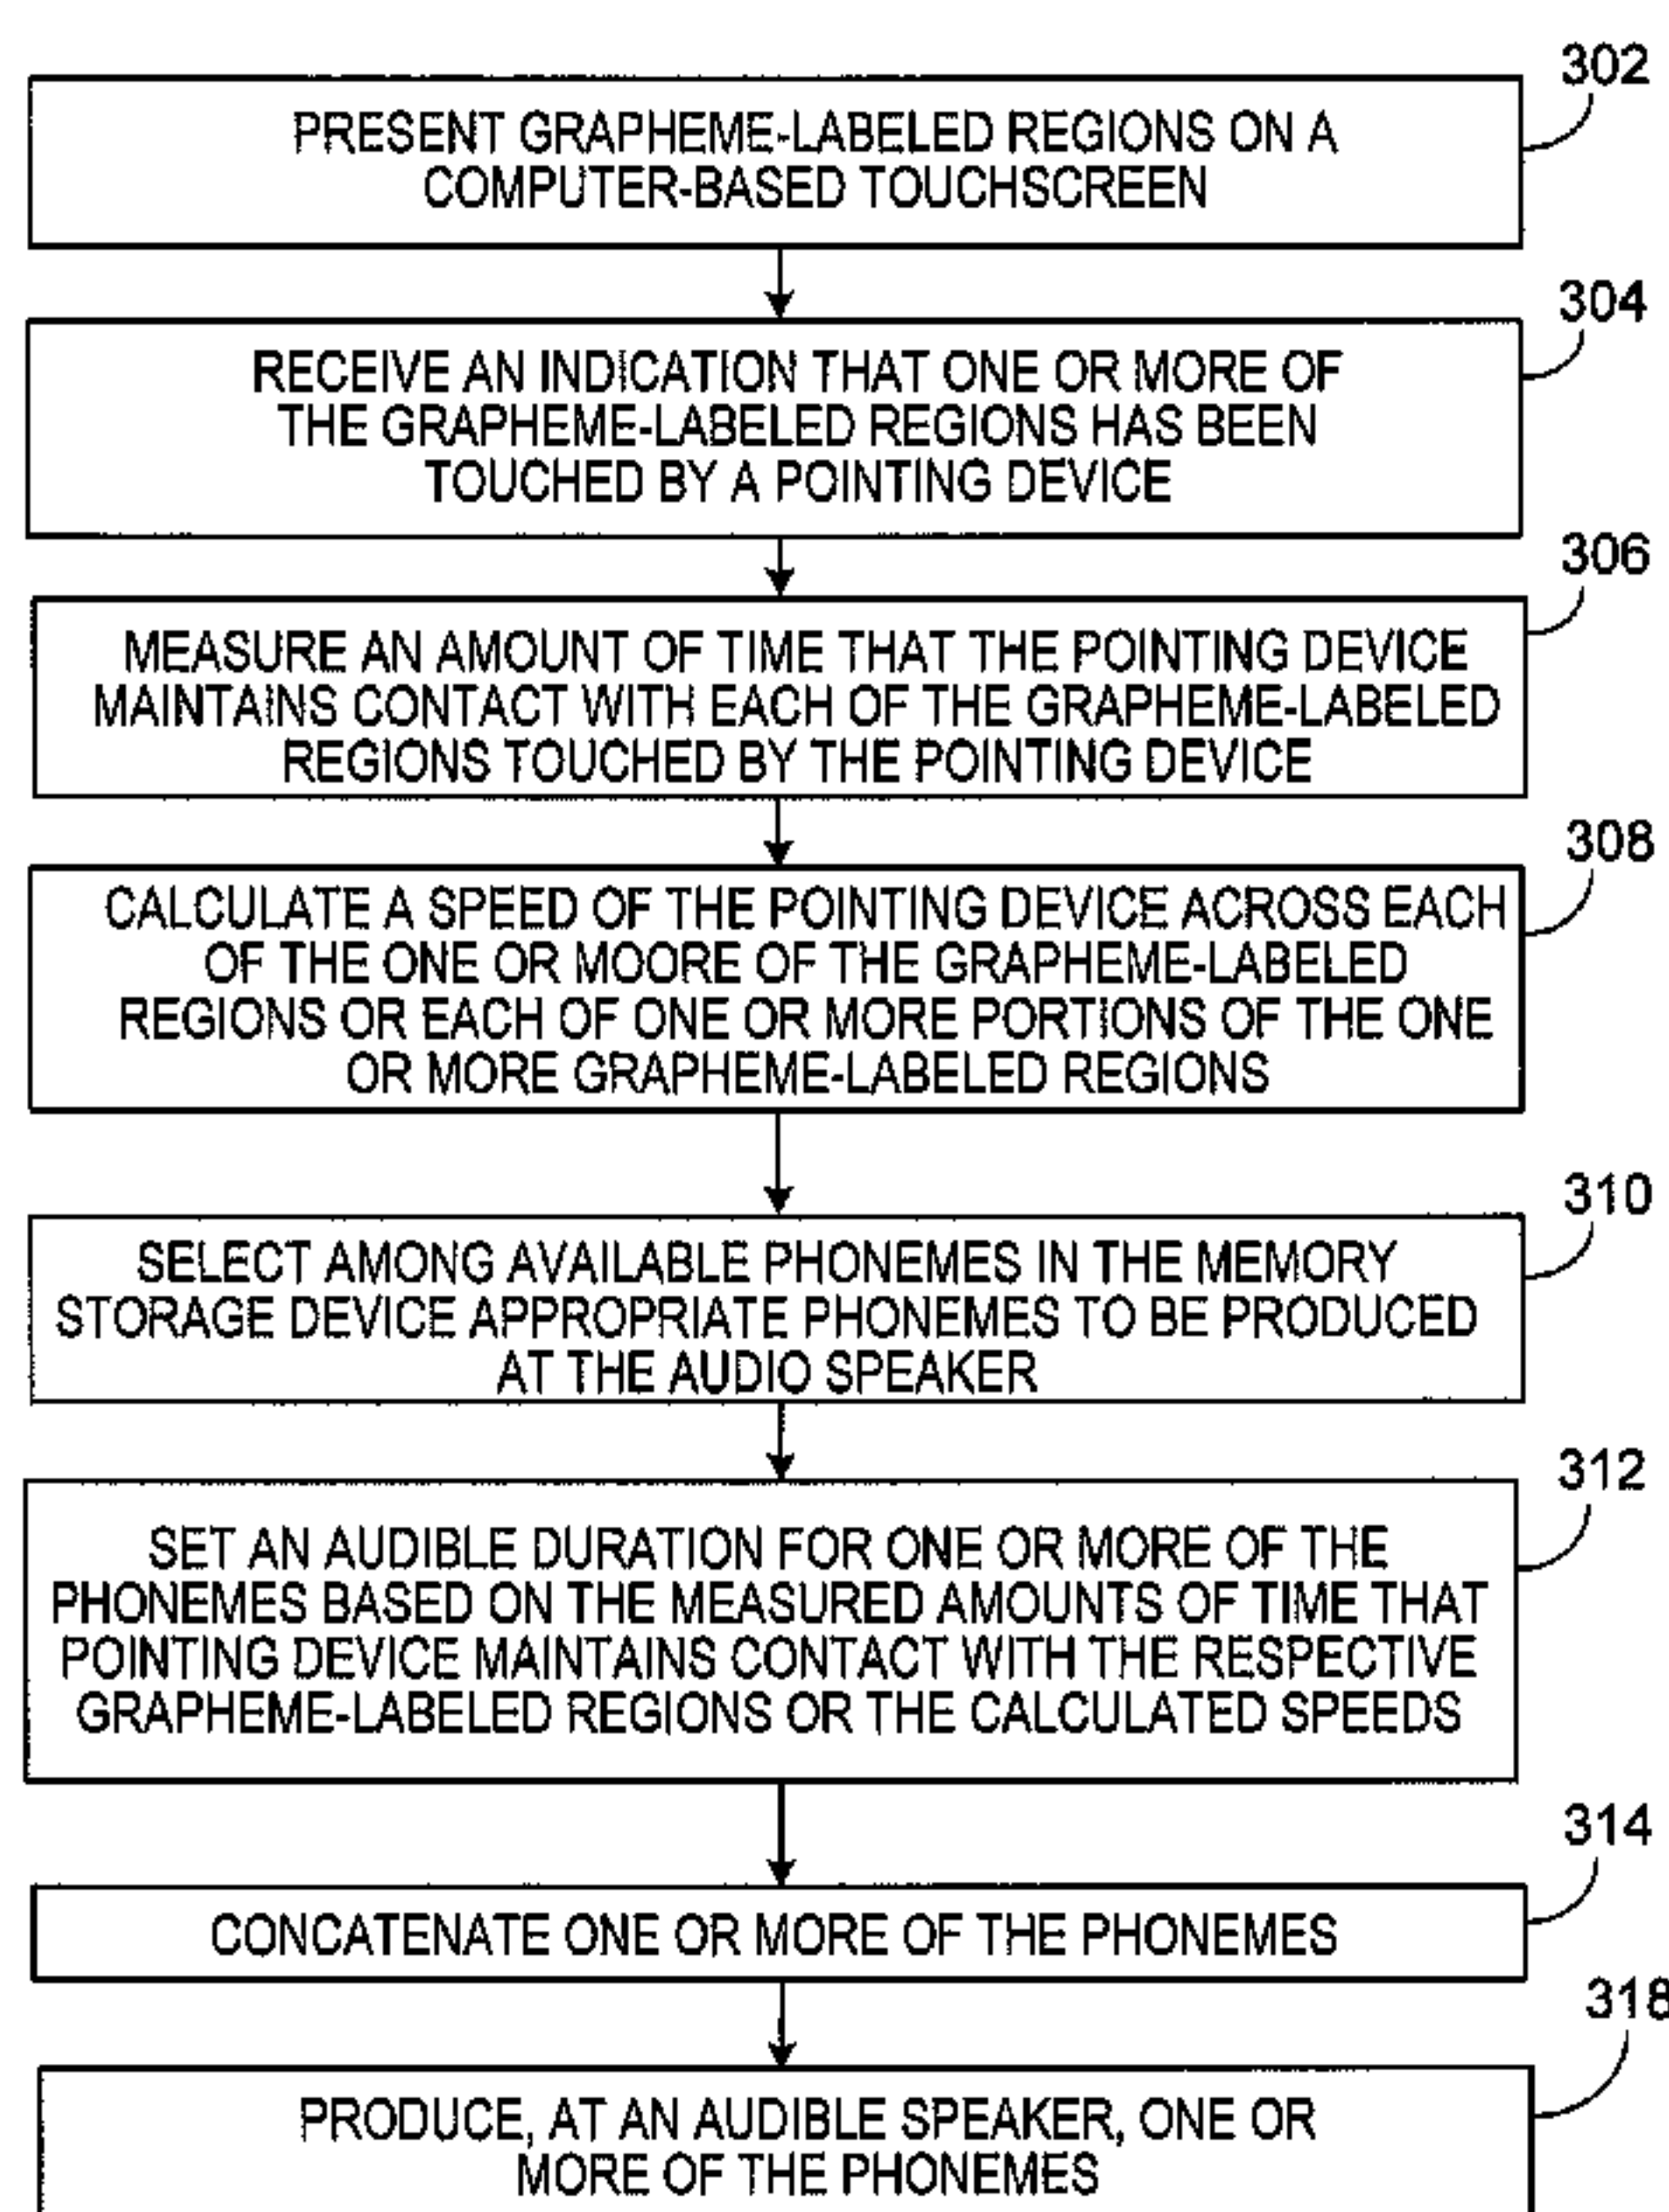 302
PRESENT GRAPHEME-LABELED REGIONS ON A
COMPUTER-BASED TOUCHSCREEN
304
RECEIVE AN INDICATION THAT ONE OR MORE OF
THE GRAPHEME-LABELED REGIONS HAS BEEN
TOUCHED BY A POINTING DEVICE
306
MEASURE AN AMOUNT OF TIME THAT THE POINTING DEVICE
MAINTAINS CONTACT WITH EACH OF THE GRAPHEME-LABELED
REGIONS TOUCHED BY THE POINTING DEVICE
308
CALCULATE A SPEED OF THE POINTING DEVICE ACROSS EACH
OF THE ONE OR MOORE OF THE GRAPHEME-LABELED
REGIONS OR EACH OF ONE OR MORE PORTIONS OF THE ONE
OR MORE GRAPHEME-LABELED REGIONS
310
SELECT AMONG AVAILABLE PHONEMES IN THE MEMORY
STORAGE DEVICE APPROPRIATE PHONEMES TO BE PRODUCED
AT THE AUDIO SPEAKER
312
SET AN AUDIBLE DURATION FOR ONE OR MORE OF THE
PHONEMES BASED ON THE MEASURED AMOUNTS OF TIME THAT
POINTING DEVICE MAINTAINS CONTACT WITH THE RESPECTIVE
GRAPHEME-LABELED REGIONS OR THE CALCULATED SPEEDS
314
CONCATENATE ONE OR MORE OF THE PHONEMES
318
PRODUCE, AT AN AUDIBLE SPEAKER, ONE OR
MORE OF THE PHONEMES